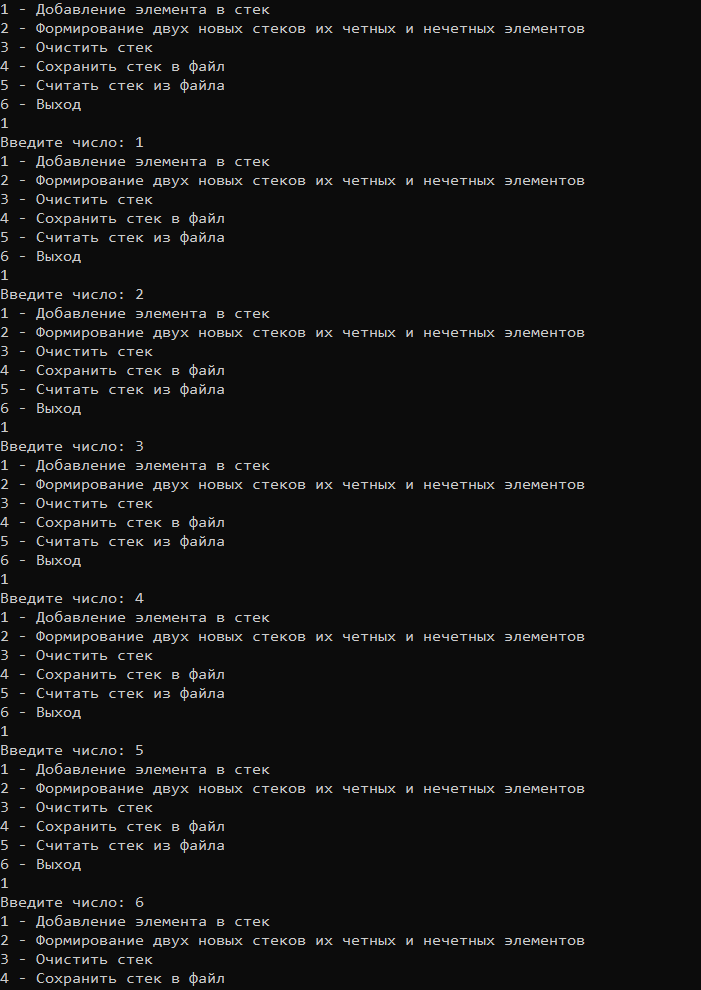 1 - Добавление элемента в стек
2 - Формирование двух новых стеков их четных и нечетных элементов
3 - Очистить стек
4 - Сохранить стек в файл
5 - Считать стек из файла
6 - Выход
1
Введите число: 1
1 - Добавление элемента в стек
2 - Формирование двух новых стеков их четных и нечетных элементов
3 - Очистить стек
4 - Сохранить стек в файл
5 - Считать стек из файла
6 - Выход
1
Введите число: 2
1 - Добавление элемента в стек
2 - Формирование двух новых стеков их четных и нечетных элементов
3 - Очистить стек
4 - Сохранить стек в файл
5 - Считать стек из файла
6 - Выход
1
Введите число: 3
1 - Добавление элемента в стек
2 - Формирование двух новых стеков их четных и нечетных элементов
3 - Очистить стек
4 - Сохранить стек в файл
5 - Считать стек из файла
6 - Выход
1
Введите число: 4
1 - Добавление элемента в стек
2 - Формирование двух новых стеков их четных и нечетных элементов
3 - Очистить стек
4 - Сохранить стек в файл
5 - Считать стек из файла
6 - Выход
1
Введите число: 5
1 - Добавление элемента в стек
2 - Формирование двух новых стеков их четных и нечетных элементов
3 - Очистить стек
4 - Сохранить стек в файл
5 - Считать стек из файла
6 - Выход
1
Введите число: 6
1 - Добавление элемента в стек
2 - Формирование двух новых стеков их четных и нечетных элементов
3 - Очистить стек
4 - Сохранить стек в файл